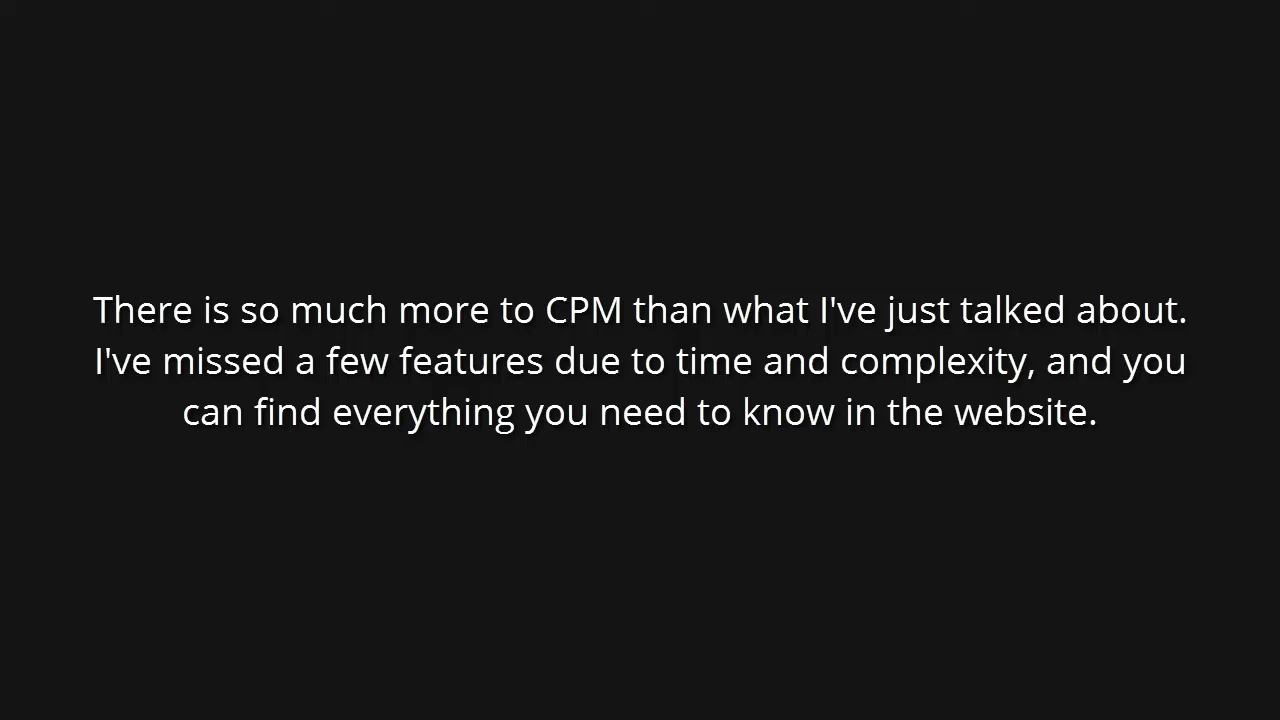 There is so much more to CPM than what I've just talked about.
I've missed a few features due to time and complexity, and you
can find everything you need to know in the website.